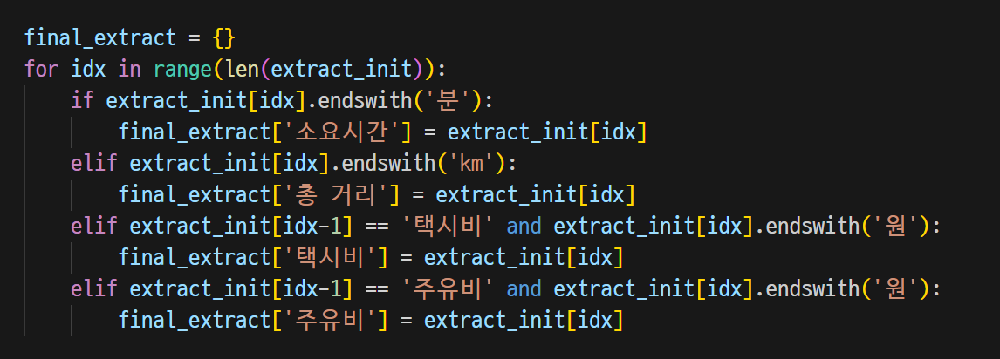 final_extract = {}
for idx in range(len(extract_init)):
    if extract_init[idx].endswith('분'):
        final_extract['소요시간'] = extract_init[idx]
    elif extract_init[idx].endswith('km'):
        final_extract['총 거리'] = extract_init[idx]
    elif extract_init[idx-1] == '택시비' and extract_init[idx].endswith('원'):
        final_extract['택시비'] = extract_init[idx]
    elif extract_init[idx-1] == '주유비' and extract_init[idx].endswith('원'):
        final_extract['주유비'] = extract_init[idx]